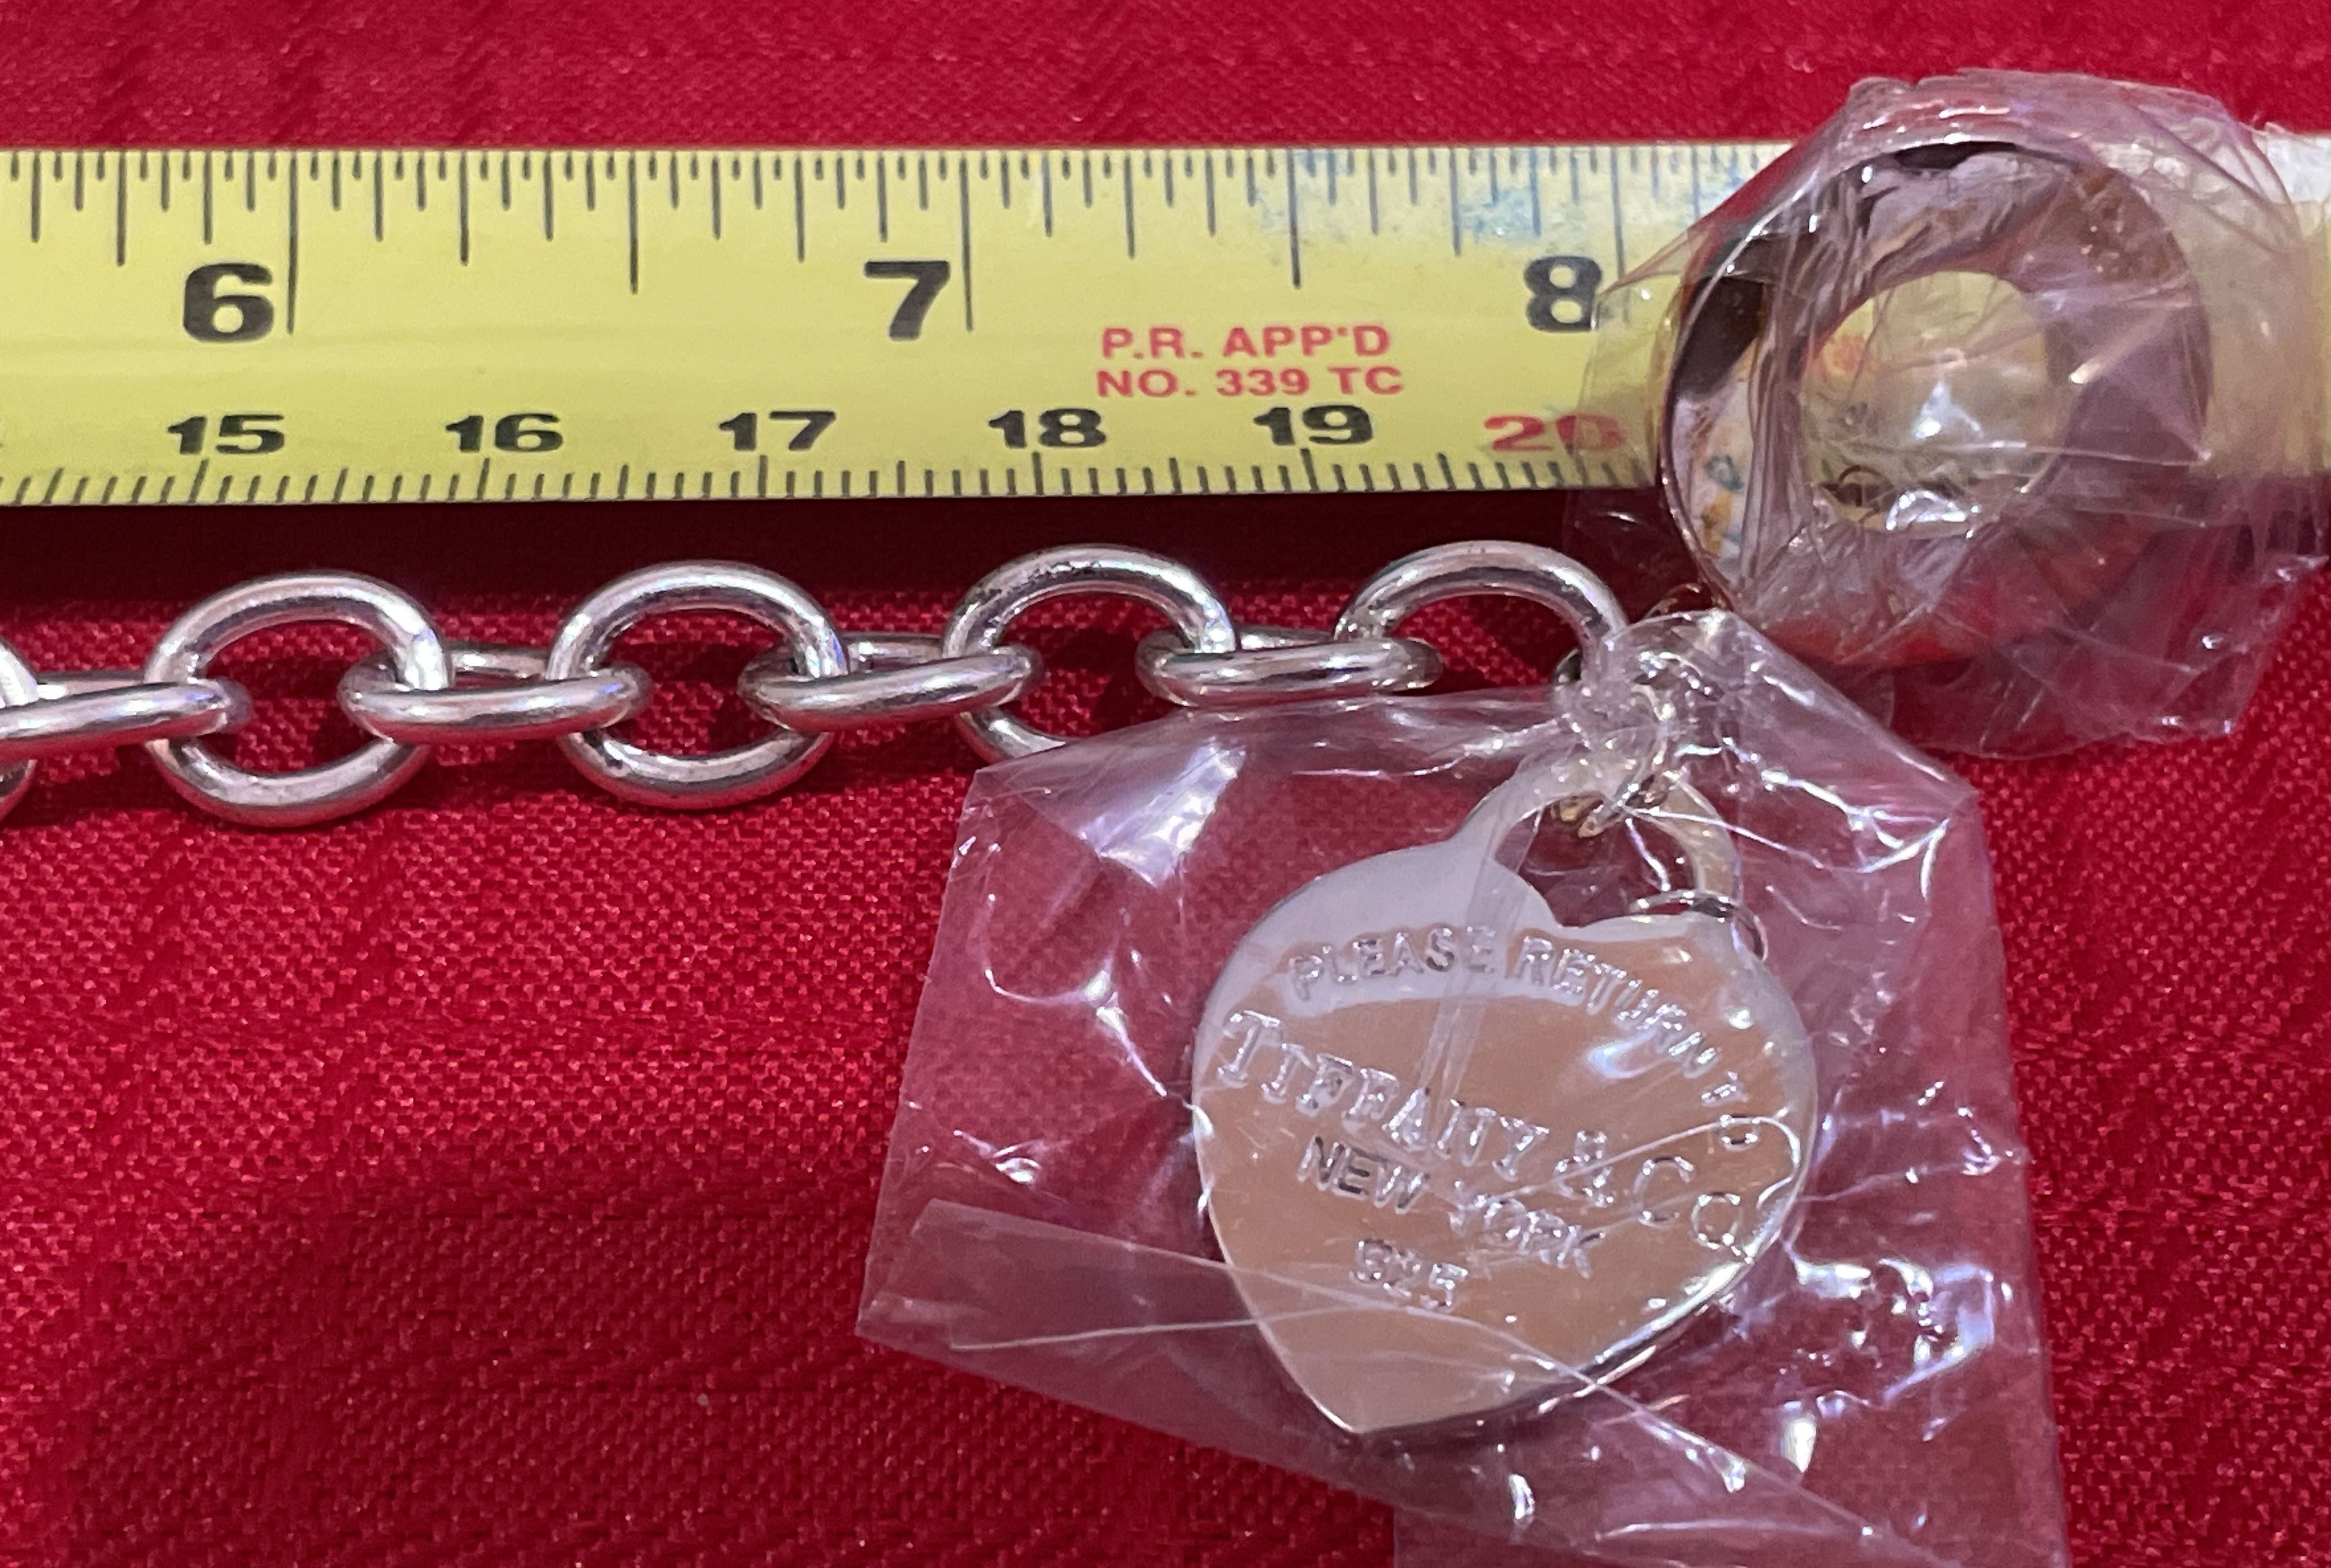 6 7 8
P.R. APP'D
NO. 339 TC
15 16 17 18 19 20
PLEASE RETURN TO
TIFFANY & CO
NEW YORK
925